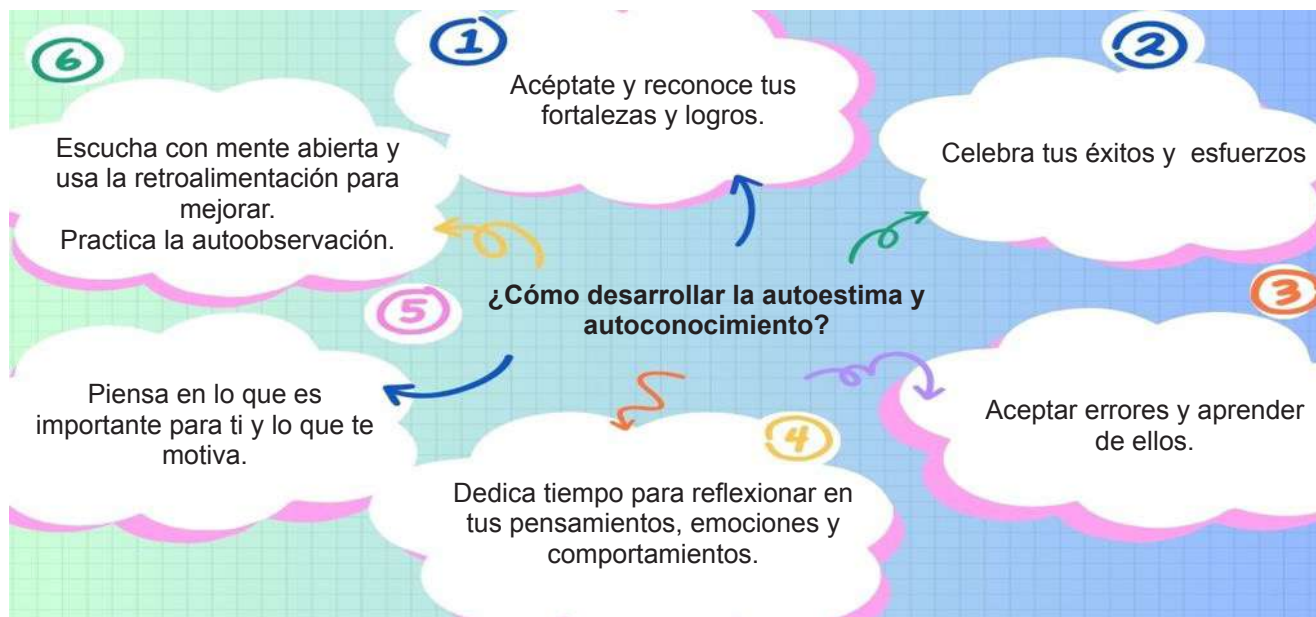 ¿Cómo desarrollar la autoestima y
autoconocimiento?
1
Acéptate y reconoce tus
fortalezas y logros.
2
Celebra tus éxitos y esfuerzos
3
Aceptar errores y aprender
de ellos.
4
Dedica tiempo para reflexionar en
tus pensamientos, emociones y
comportamientos.
5
Piensa en lo que es
importante para ti y lo que te
motiva.
6
Escucha con mente abierta y
usa la retroalimentación para
mejorar.
Practica la autoobservación.